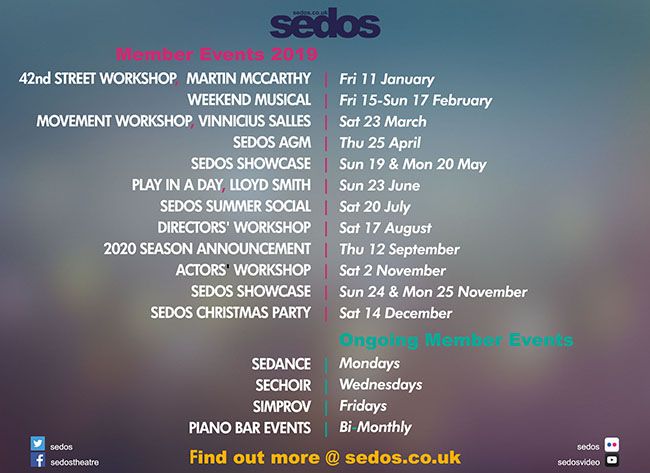 sedos.co.uk
sedos
Member Events 2019
42nd STREET WORKSHOP, MARTIN MCCARTHY | Fri 11 January
WEEKEND MUSICAL | Fri 15-Sun 17 February
MOVEMENT WORKSHOP, VINNICIUS SALLES | Sat 23 March
SEDOS AGM | Thu 25 April
SEDOS SHOWCASE | Sun 19 & Mon 20 May
PLAY IN A DAY, LLOYD SMITH | Sun 23 June
SEDOS SUMMER SOCIAL | Sat 20 July
DIRECTORS' WORKSHOP | Sat 17 August
2020 SEASON ANNOUNCEMENT | Thu 12 September
ACTORS' WORKSHOP | Sat 2 November
SEDOS SHOWCASE | Sun 24 & Mon 25 November
SEDOS CHRISTMAS PARTY | Sat 14 December
Ongoing Member Events
SEDANCE | Mondays
SECHOIR | Wednesdays
SIMPROV | Fridays
PIANO BAR EVENTS | Bi-Monthly
sedos
sedostheatre
Find out more @ sedos.co.uk
sedos
sedosvideo